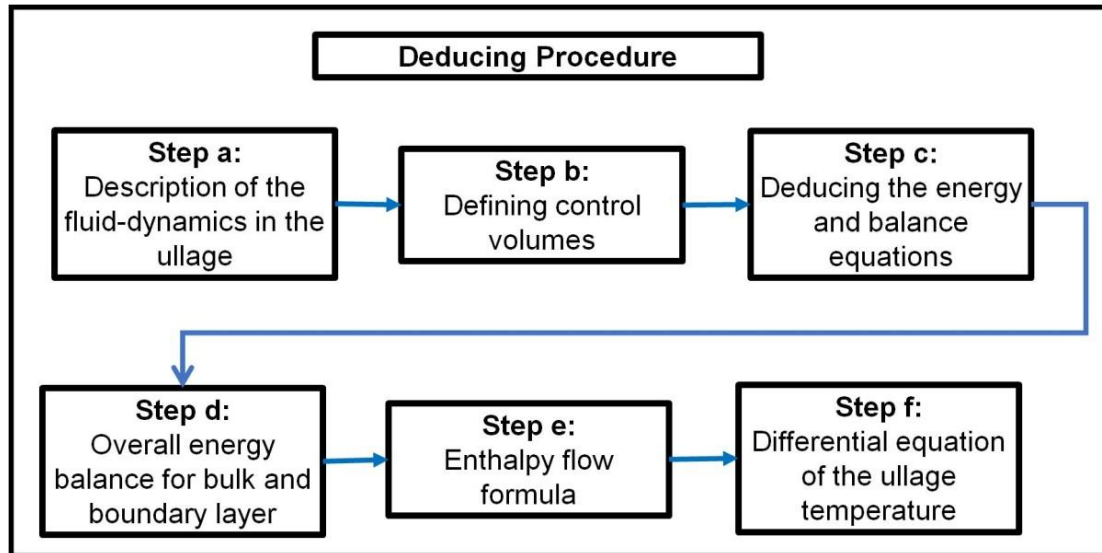 Deducing Procedure
Step a:
Description of the
fluid-dynamics in the
ullage
Step b:
Defining control
volumes
Step c:
Deducing the energy
and balance
equations
Step d:
Overall energy
balance for bulk and
boundary layer
Step e:
Enthalpy flow
formula
Step f:
Differential equation
of the ullage
temperature